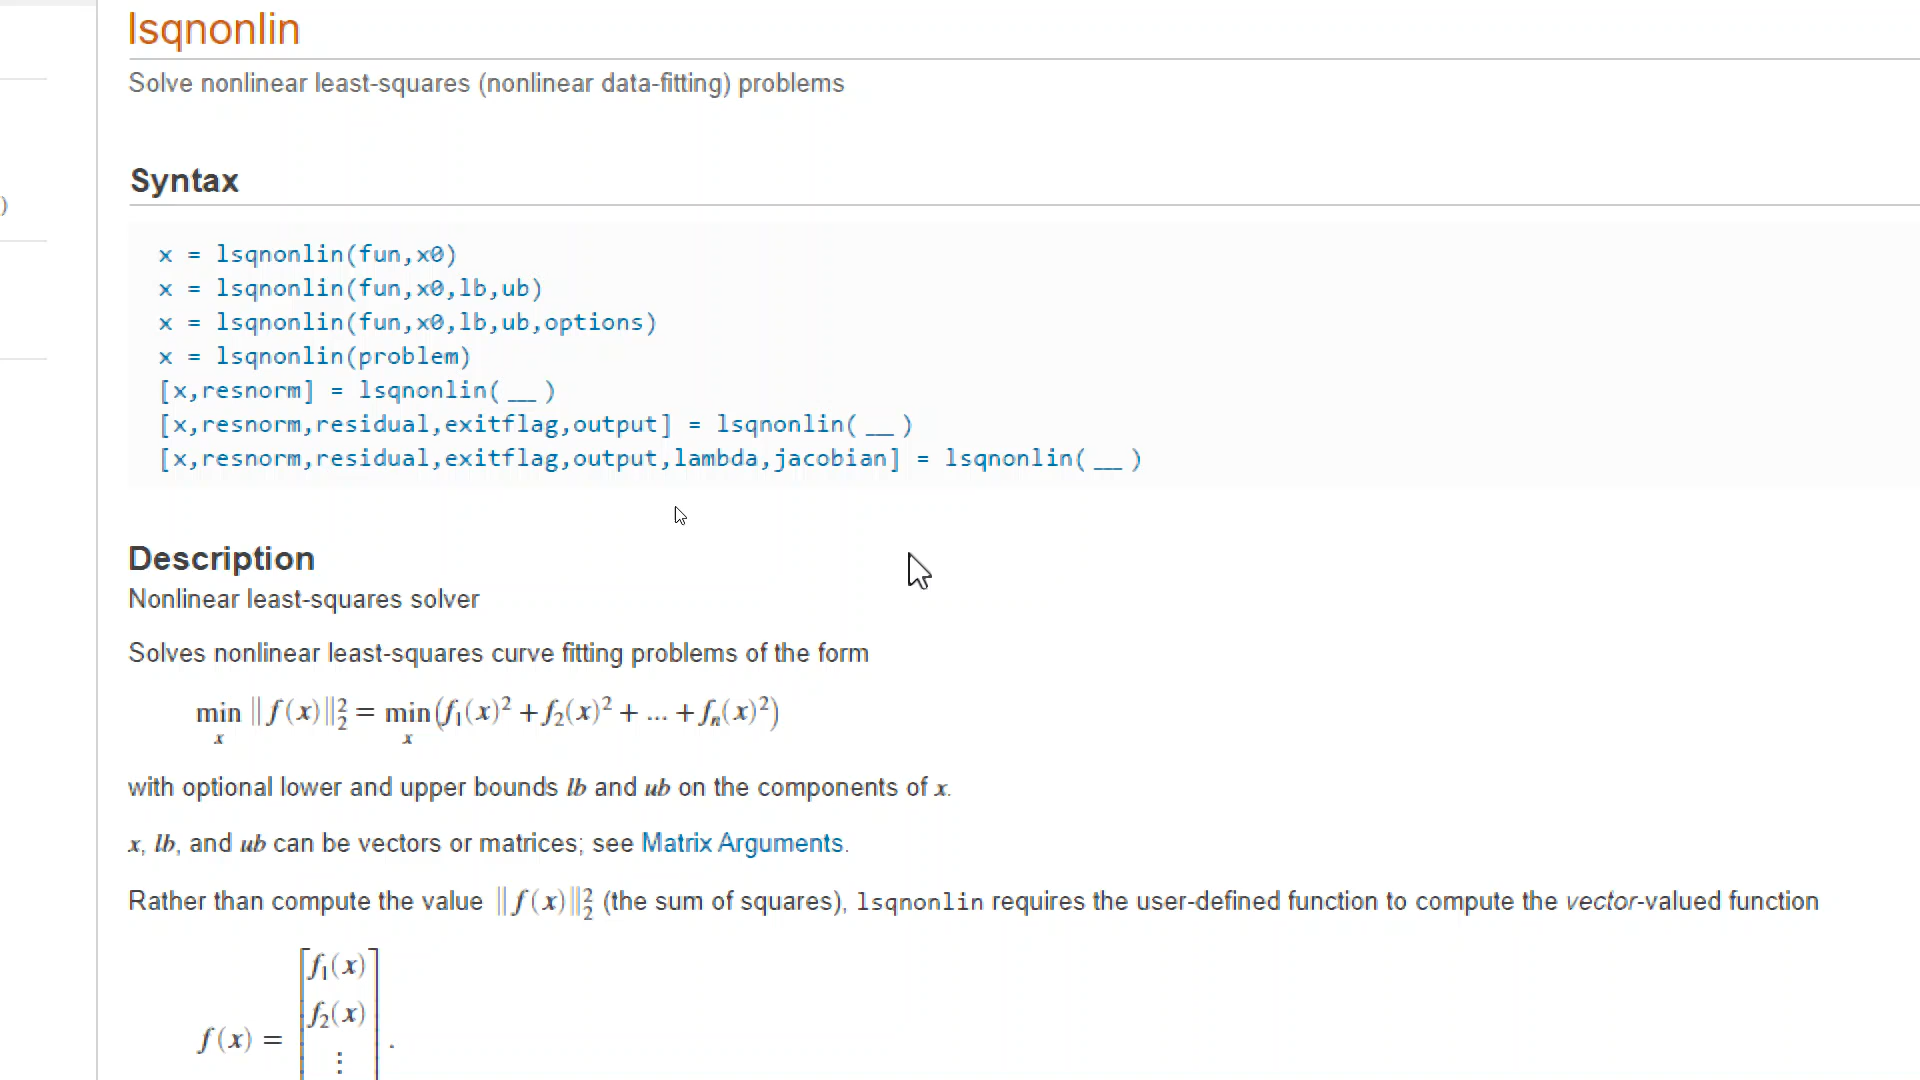 lsqnonlin
Solve nonlinear least-squares (nonlinear data-fitting) problems
Syntax
)
x = lsqnonlin(fun,x0)
x = lsqnonlin(fun,x0,lb,ub)
x = lsqnonlin(fun,x0,lb,ub,options)
x = lsqnonlin(problem)
[x,resnorm] = lsqnonlin( __ )
[x,resnorm,residual,exitflag,output] = lsqnonlin( __ )
[x,resnorm,residual,exitflag,output,lambda,jacobian] = lsqnonlin( __ )
Description
Nonlinear least-squares solver
Solves nonlinear least-squares curve fitting problems of the form
min ‖f(x)‖₂² = min (f₁(x)² + f₂(x)² + ... + fₙ(x)²)
x x
with optional lower and upper bounds lb and ub on the components of x.
x, lb, and ub can be vectors or matrices; see Matrix Arguments.
Rather than compute the value ‖f(x)‖₂² (the sum of squares), lsqnonlin requires the user-defined function to compute the vector-valued function
f₁(x)
f₂(x)
f(x) = .
⋮